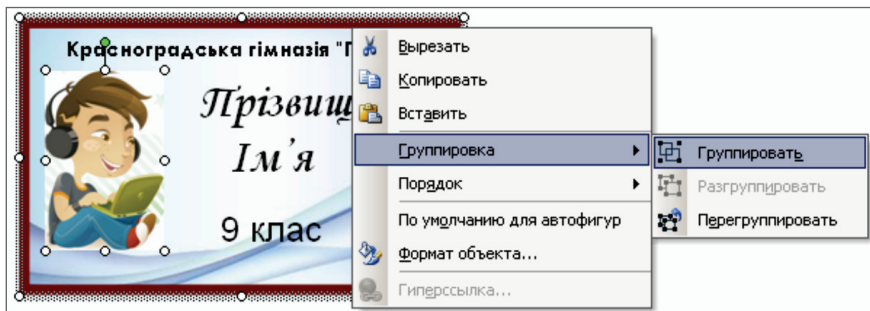 Красноградська гімназія "Г
Прізвищ
Ім'я
9 клас
Вырезать
Копировать
Вставить
Группировка
Порядок
По умолчанию для автофигур
Формат объекта...
Гиперссылка...
Группировать
Разгруппировать
Перегруппировать